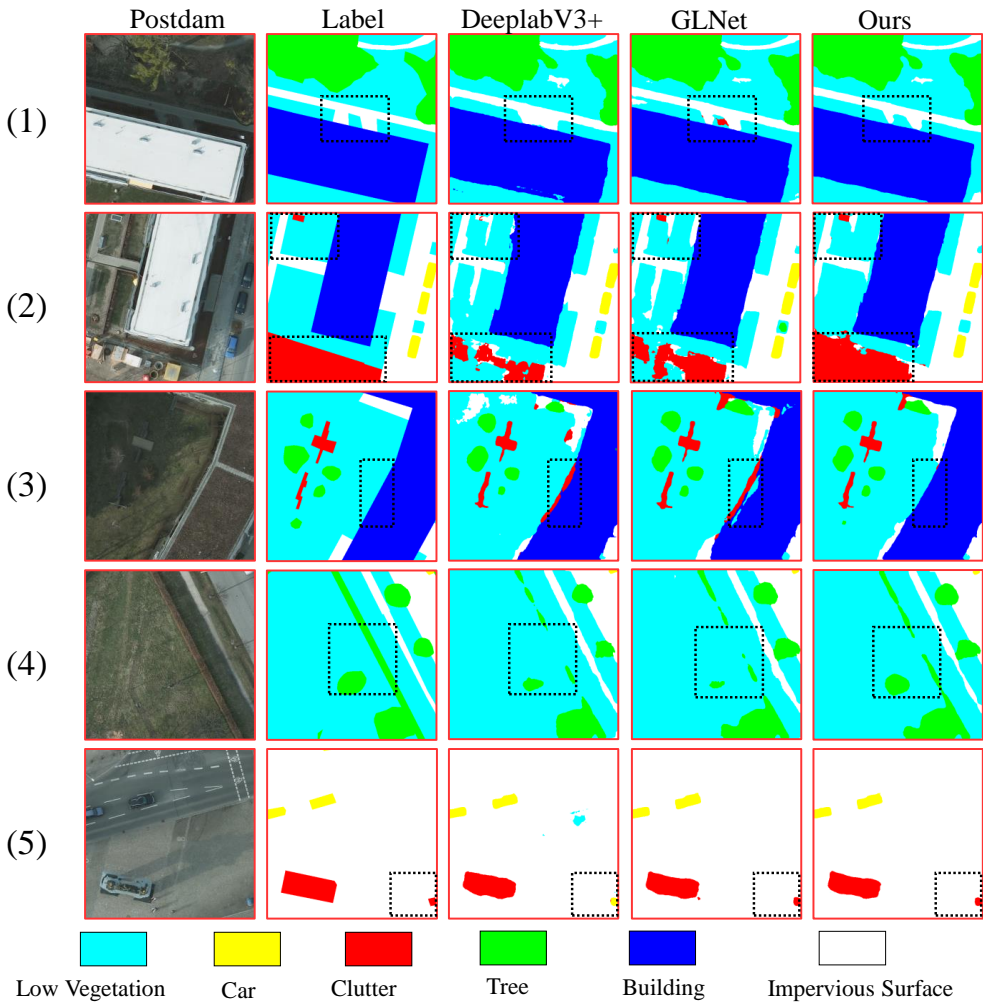 Postdam Label DeeplabV3+ GLNet Ours
(1)
(2)
(3)
(4)
(5)
Low Vegetation Car Clutter Tree Building Impervious Surface